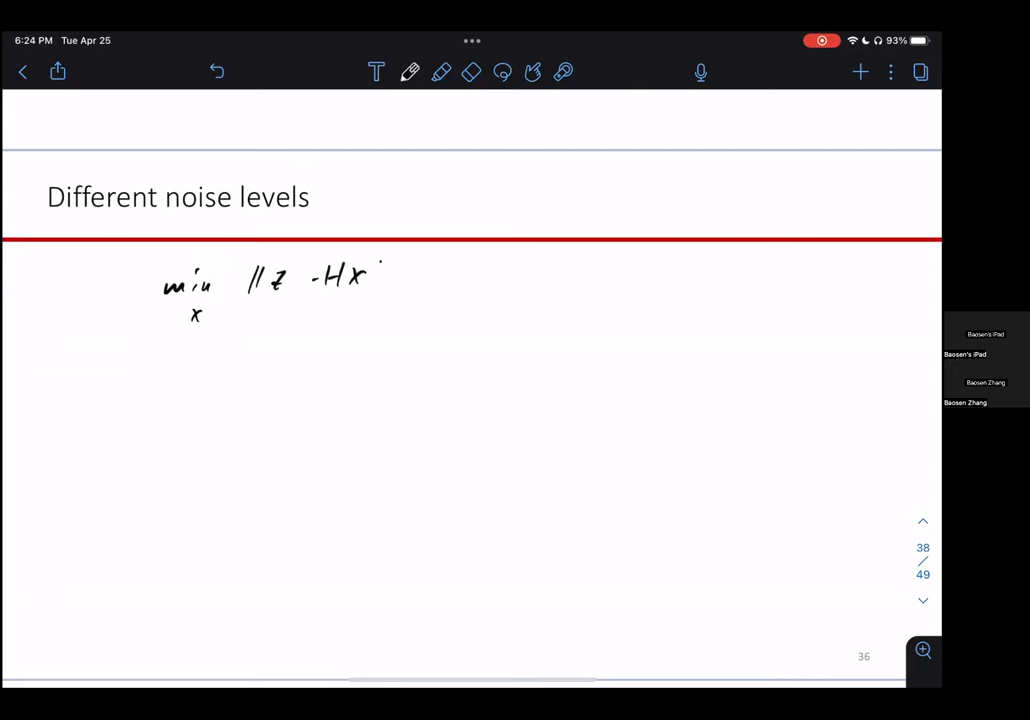 6:24 PM Tue Apr 25
93%
T
Different noise levels
min ||z - Hx
x
Baosen's iPad
Baosen's iPad
Baosen Zhang
Baosen Zhang
38
/
49
36